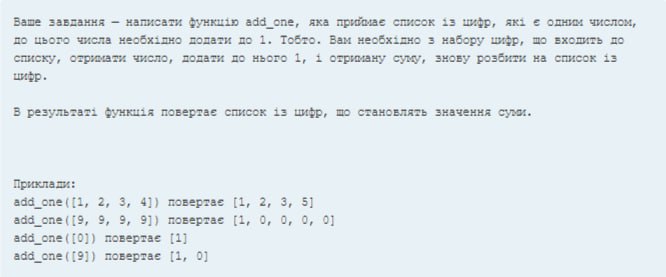 Ваше завдання – написати функцію add_one, яка приймає список із цифр, які є одним числом,
до цього числа необхідно додати до 1. Тобто. Вам необхідно з набору цифр, що входить до
списку, отримати число, додати до нього 1, і отриману суму, знову розбити на список із
цифр.
В результаті функція повертає список із цифр, що становлять значення суми.
Приклади:
add_one([1, 2, 3, 4]) повертає [1, 2, 3, 5]
add_one([9, 9, 9, 9]) повертає [1, 0, 0, 0, 0]
add_one([0]) повертає [1]
add_one([9]) повертає [1, 0]